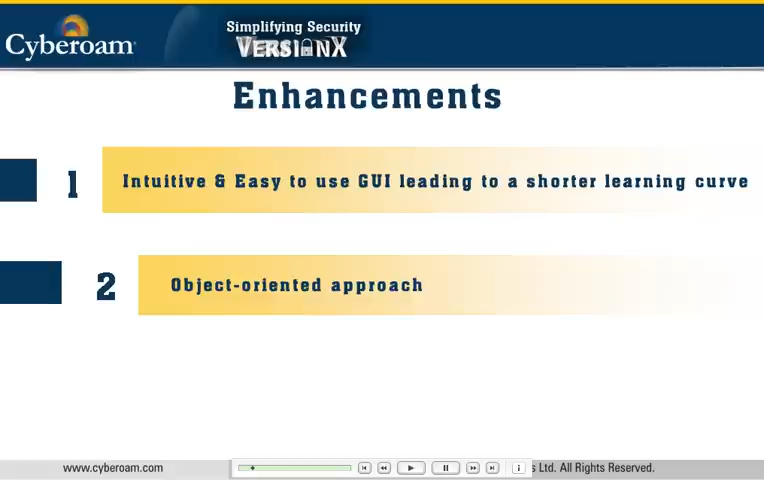 Cyberoam
Simplifying Security
VERSIONX
Enhancements
1 Intuitive & Easy to use GUI leading to a shorter learning curve
2 Object-oriented approach
www.cyberoam.com
s Ltd. All Rights Reserved.